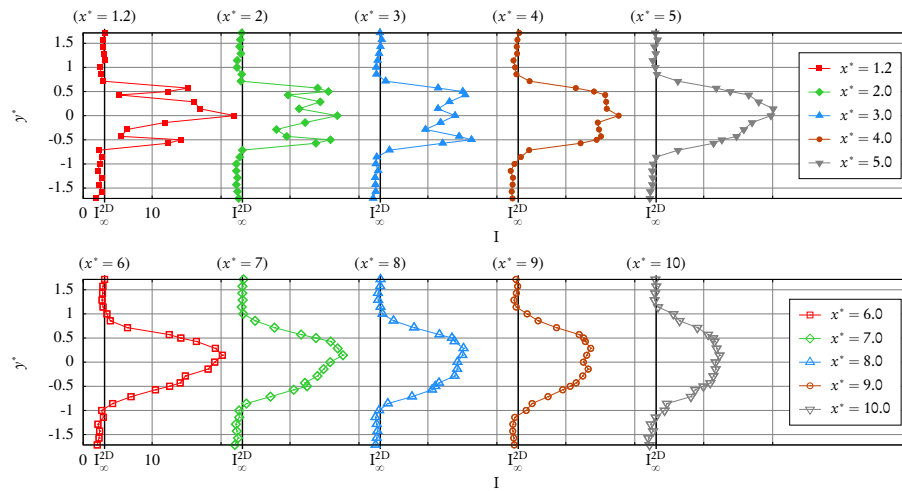 (x* = 1.2) (x* = 2) (x* = 3) (x* = 4) (x* = 5)
1.5
1
0.5
0
-0.5
-1
-1.5
y*
x* = 1.2
x* = 2.0
x* = 3.0
x* = 4.0
x* = 5.0
0 I∞^2D 10 I∞^2D I∞^2D I∞^2D I∞^2D
I
(x* = 6) (x* = 7) (x* = 8) (x* = 9) (x* = 10)
1.5
1
0.5
0
-0.5
-1
-1.5
y*
x* = 6.0
x* = 7.0
x* = 8.0
x* = 9.0
x* = 10.0
0 I∞^2D 10 I∞^2D I∞^2D I∞^2D I∞^2D
I